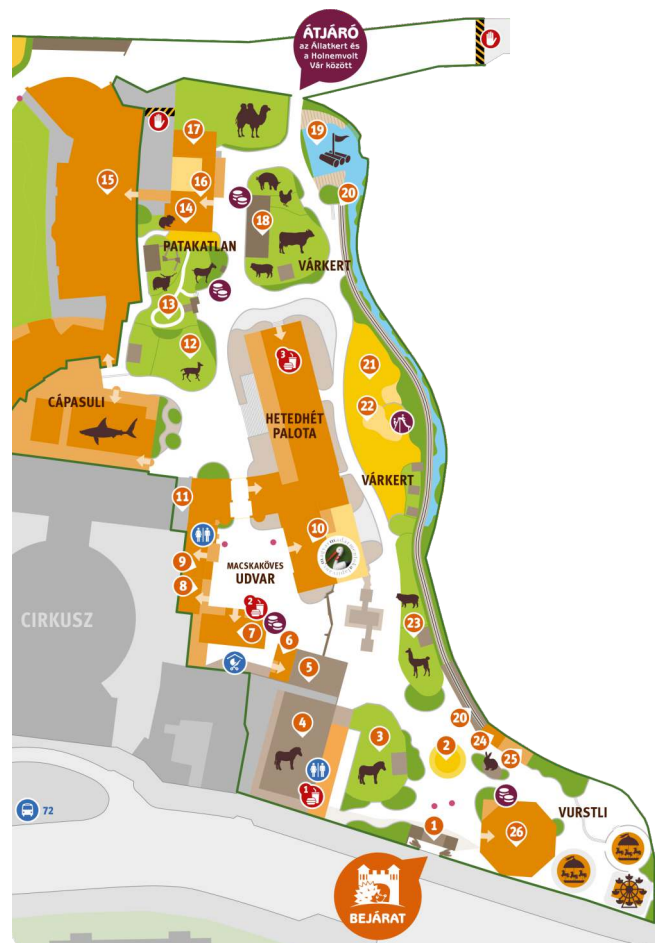 ÁTJÁRÓ
az Állatkert és
a Holnemvolt
Vár között
17
19
15
16
20
14
18
PATAKATLAN
VÁRKERT
13
12
3
21
HETEDHÉT
PALOTA
22
CÁPASULI
VÁRKERT
11
10
9
MACSKAKÖVES
UDVAR
8
2
CIRKUSZ
7
6
23
5
4
3
20
2
24
25
1
72
1
26
VURSTLI
BEJÁRAT